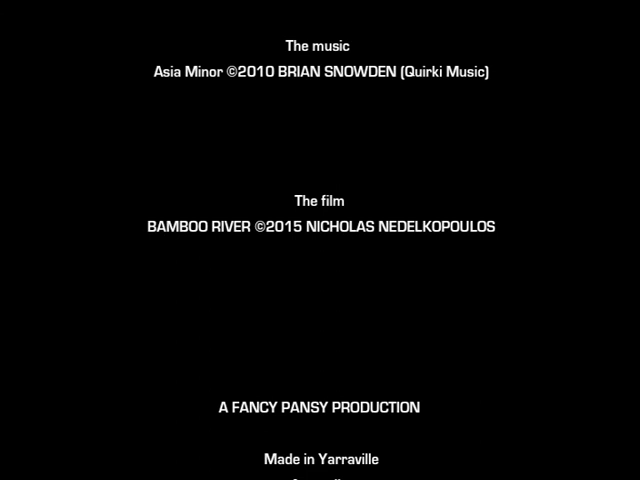 The music
Asia Minor ©2010 BRIAN SNOWDEN (Quirki Music)
The film
BAMBOO RIVER ©2015 NICHOLAS NEDELKOPOULOS
A FANCY PANSY PRODUCTION
Made in Yarraville